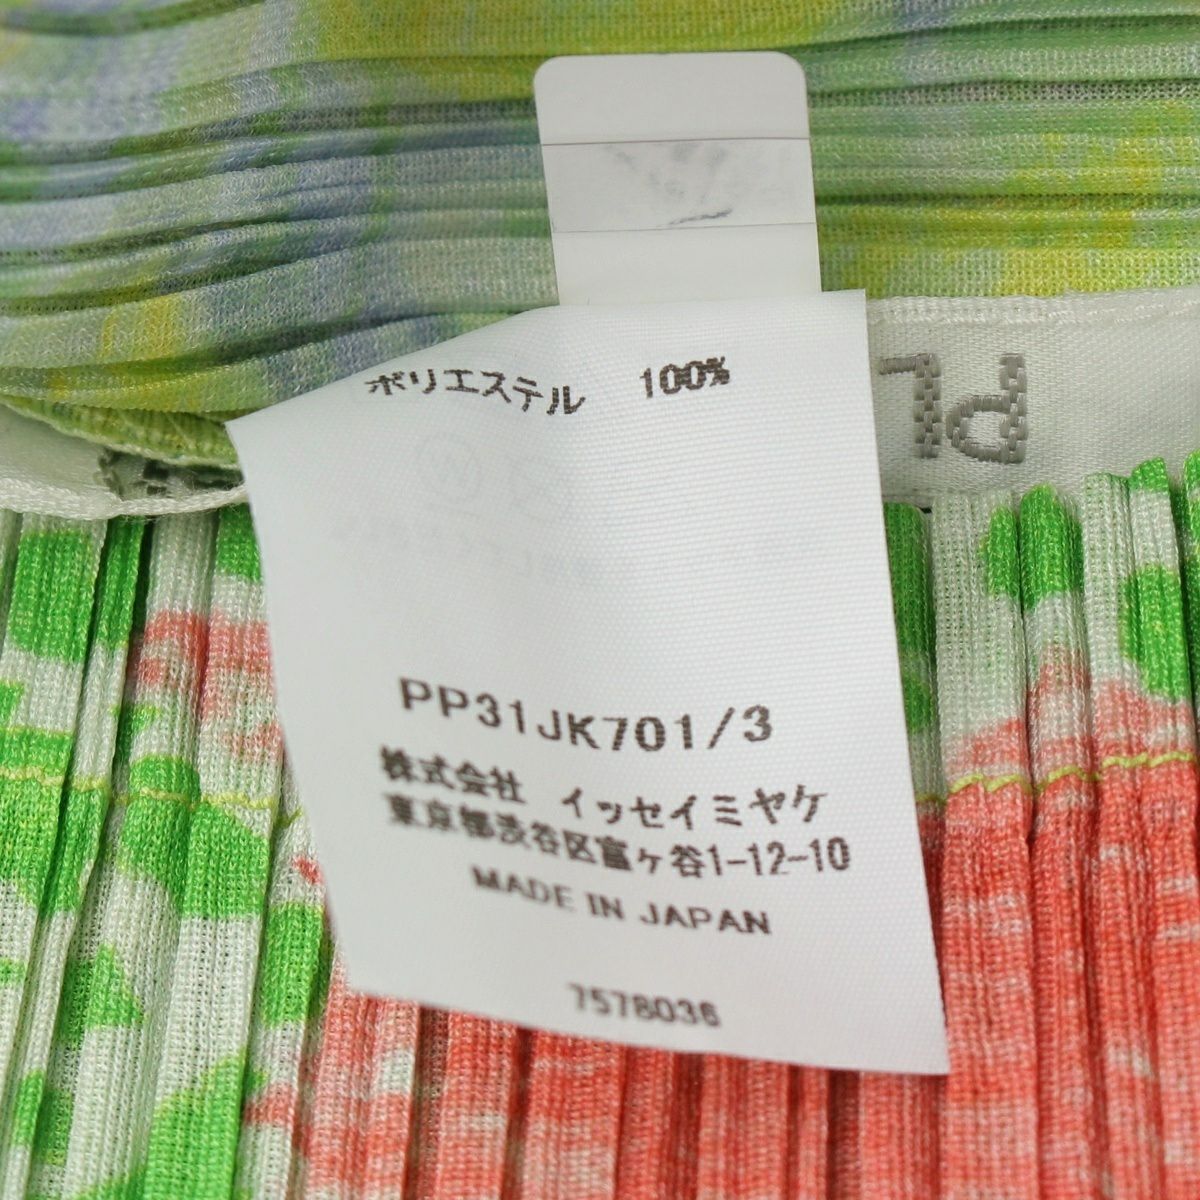 ポリエステル 100%
PL
PP31JK701/3
株式会社 イッセイミヤケ
東京都渋谷区富ヶ谷1-12-10
MADE IN JAPAN
7578036